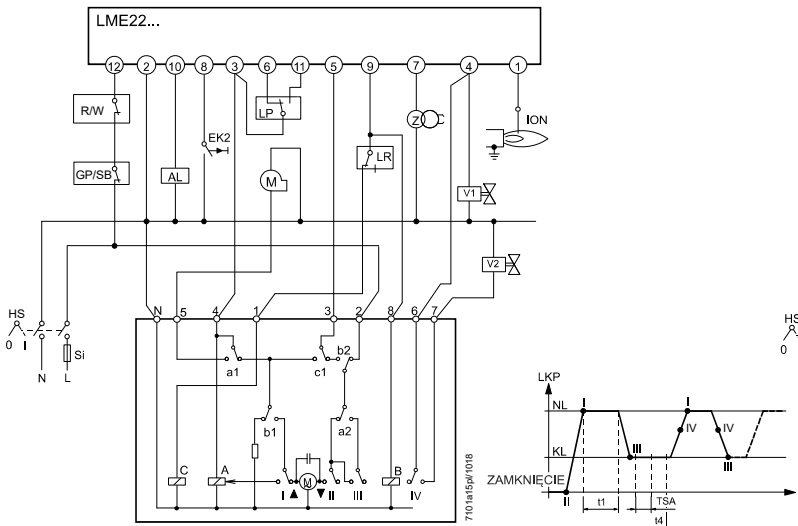 LME22...
12 2 10 8 3 6 11 5 9 7 4 1
R/W
LP
Z
ION
EK2
GP/SB
AL
M
LR
V1
V2
HS
0 I
Si
N L
N 5 4 1 3 2 8 6 7
a1 c1 b2
b1 a2
C A I M II III B IV
7101a15pl/1018
HS
0
LKP
NL
KL
ZAMKNIĘCIE
I I
IV IV
III III
II
t1 TSA
t4